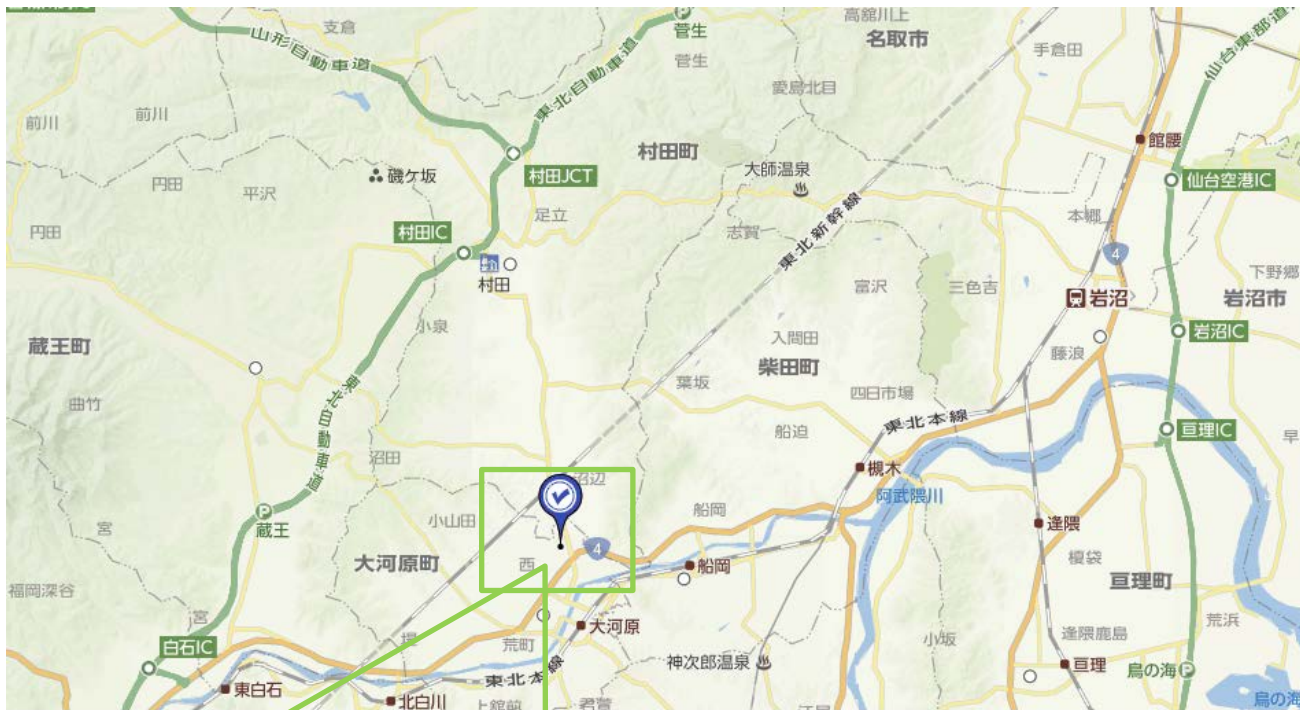 支倉
山形自動車道
菅生
菅生
高舘川上
名取市
手倉田
仙台東部道
東北自動車道
愛島北目
前川
前川
館腰
村田町
大師温泉
村田JCT
磯ケ坂
円田
平沢
仙台空港IC
足立
本郷
円田
村田IC
志賀
東北新幹線
4
下野郷
村田
富沢
三色吉
岩沼
岩沼市
小泉
入間田
岩沼IC
蔵王町
藤浪
柴田町
葉坂
四日市場
曲竹
東北自動車道
東北本線
亘理IC
早
船迫
沼田
槻木
沼辺
阿武隈川
船岡
小山田
逢隈
宮
蔵王
4
大河原町
西
船岡
榎袋
亘理町
福岡深谷
宮
荒浜
大河原
小坂
逢隈鹿島
堤
荒町
白石IC
神次郎温泉
亘理
鳥の海
東北本線
東白石
北白川
上舘前
君萱
鳥の海